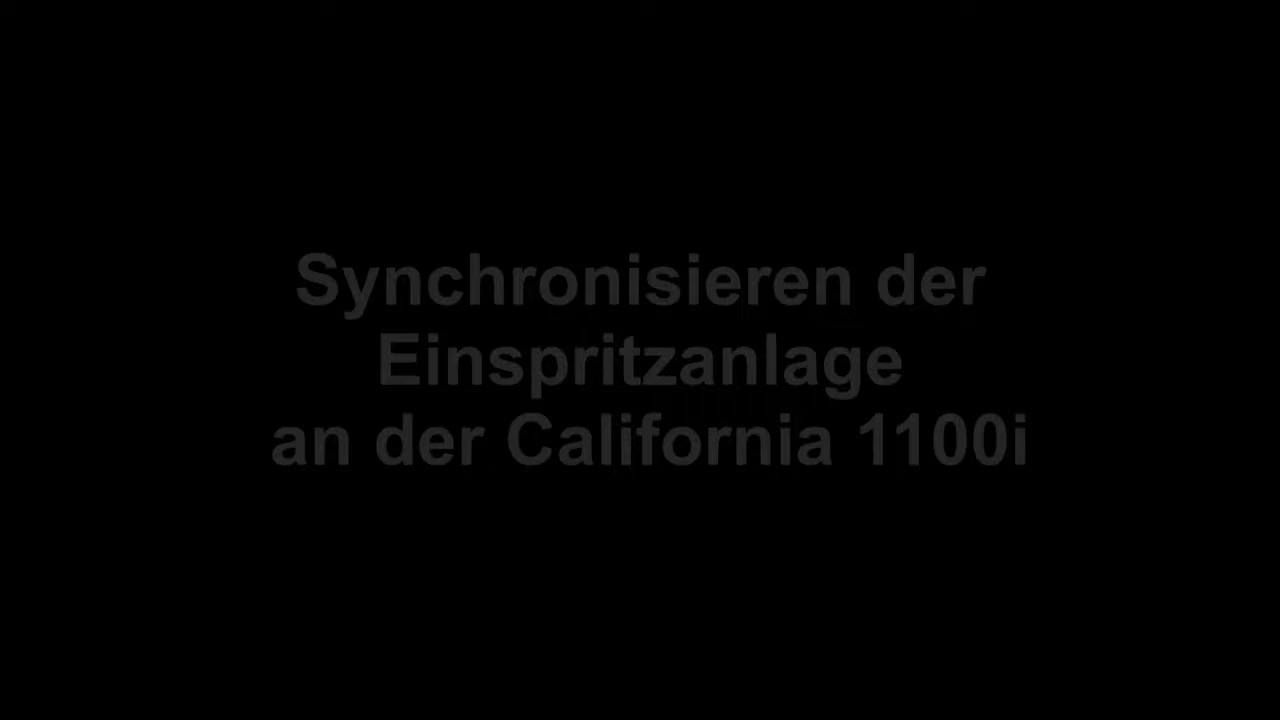 Synchronisieren der
Einspritzanlage
an der California 1100i